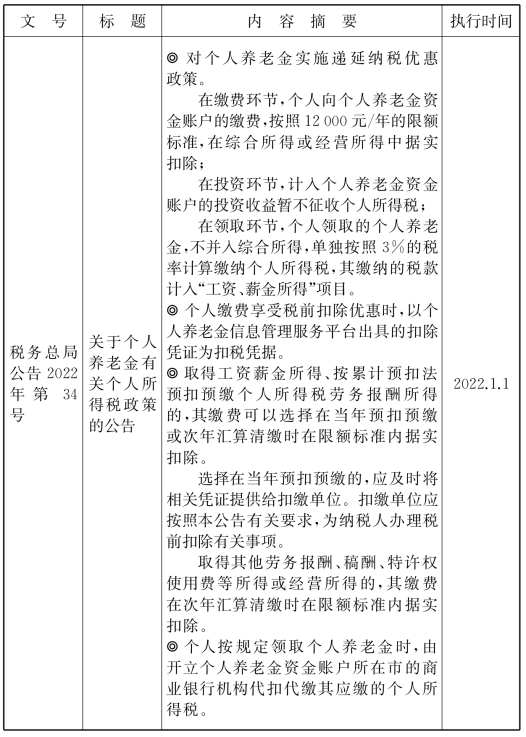 文 号 标 题 内 容 摘 要 执行时间
税务总局
公告 2022
年 第 34
号
关于个人
养老金有
关个人所
得税政策
的公告
◎ 对个人养老金实施递延纳税优惠
政策。
在缴费环节,个人向个人养老金资
金账户的缴费,按照 12 000 元/年的限额
标准,在综合所得或经营所得中据实
扣除;
在投资环节,计入个人养老金资金
账户的投资收益暂不征收个人所得税;
在领取环节,个人领取的个人养老
金,不并入综合所得,单独按照 3%的税
率计算缴纳个人所得税,其缴纳的税款
计入“工资、薪金所得”项目。
◎ 个人缴费享受税前扣除优惠时,以个
人养老金信息管理服务平台出具的扣除
凭证为扣税凭据。
◎ 取得工资薪金所得、按累计预扣法
预扣预缴个人所得税劳务报酬所得
的,其缴费可以选择在当年预扣预缴
或次年汇算清缴时在限额标准内据实
扣除。
选择在当年预扣预缴的,应及时将
相关凭证提供给扣缴单位。扣缴单位应
按照本公告有关要求,为纳税人办理税
前扣除有关事项。
取得其他劳务报酬、稿酬、特许权
使用费等所得或经营所得的,其缴费
在次年汇算清缴时在限额标准内据实
扣除。
◎ 个人按规定领取个人养老金时,由
开立个人养老金资金账户所在市的商
业银行机构代扣代缴其应缴的个人所
得税。
2022.1.1